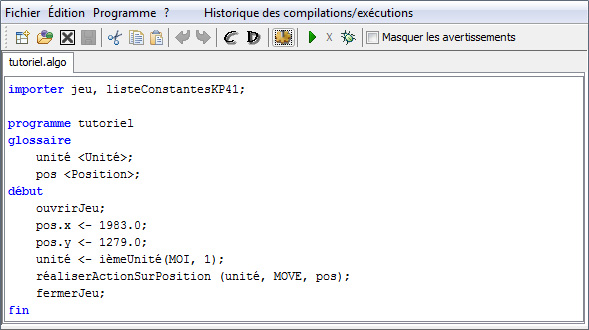 Fichier Édition Programme ? Historique des compilations/exécutions
C D X Masquer les avertissements
tutoriel.algo
importer jeu, listeConstantesKP41;
programme tutoriel
glossaire
unité <Unité>;
pos <Position>;
début
ouvrirJeu;
pos.x <- 1983.0;
pos.y <- 1279.0;
unité <- ièmeUnité(MOI, 1);
réaliserActionSurPosition (unité, MOVE, pos);
fermerJeu;
fin